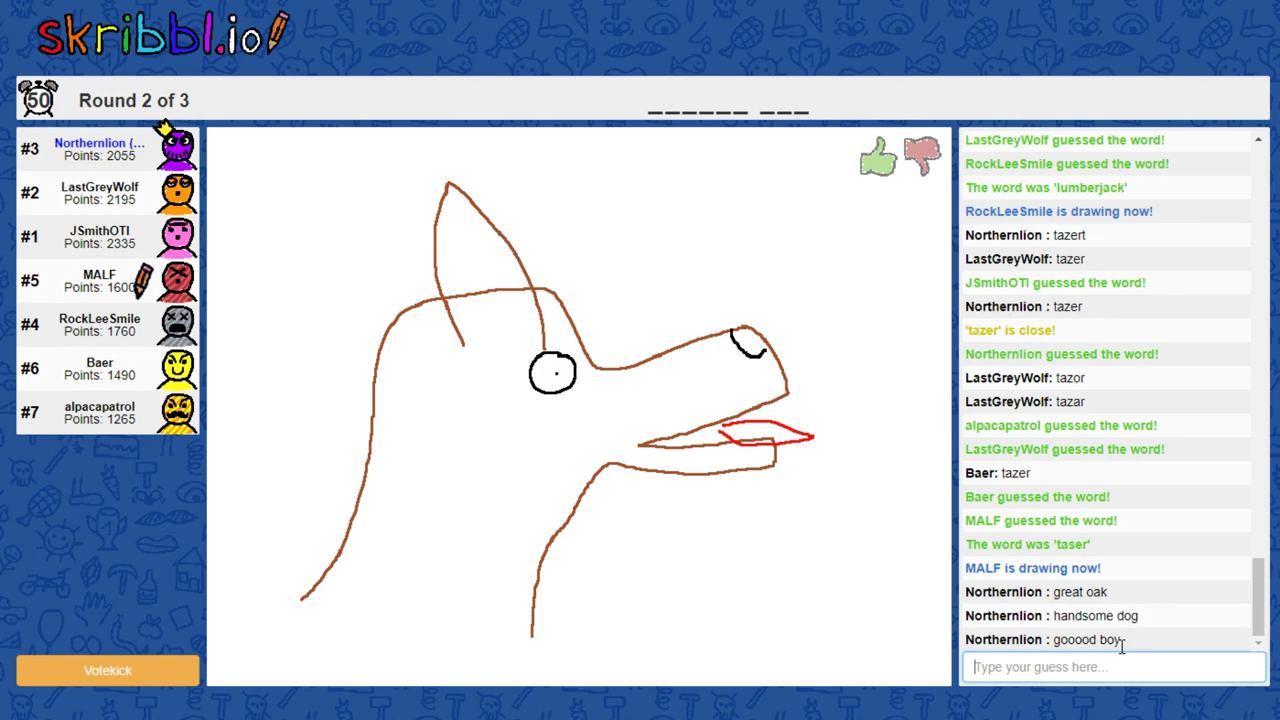 skribbl.io
50 Round 2 of 3
______ ___
#3 Northernlion (...
Points: 2055
#2 LastGreyWolf
Points: 2195
#1 JSmithOTI
Points: 2335
#5 MALF
Points: 1600
#4 RockLeeSmile
Points: 1760
#6 Baer
Points: 1490
#7 alpacapatrol
Points: 1265
Votekick
LastGreyWolf guessed the word!
RockLeeSmile guessed the word!
The word was 'lumberjack'
RockLeeSmile is drawing now!
Northernlion : tazert
LastGreyWolf: tazer
JSmithOTI guessed the word!
Northernlion : tazer
'tazer' is close!
Northernlion guessed the word!
LastGreyWolf: tazor
LastGreyWolf: tazar
alpacapatrol guessed the word!
LastGreyWolf guessed the word!
Baer: tazer
Baer guessed the word!
MALF guessed the word!
The word was 'taser'
MALF is drawing now!
Northernlion : great oak
Northernlion : handsome dog
Northernlion : gooood boy
Type your guess here...